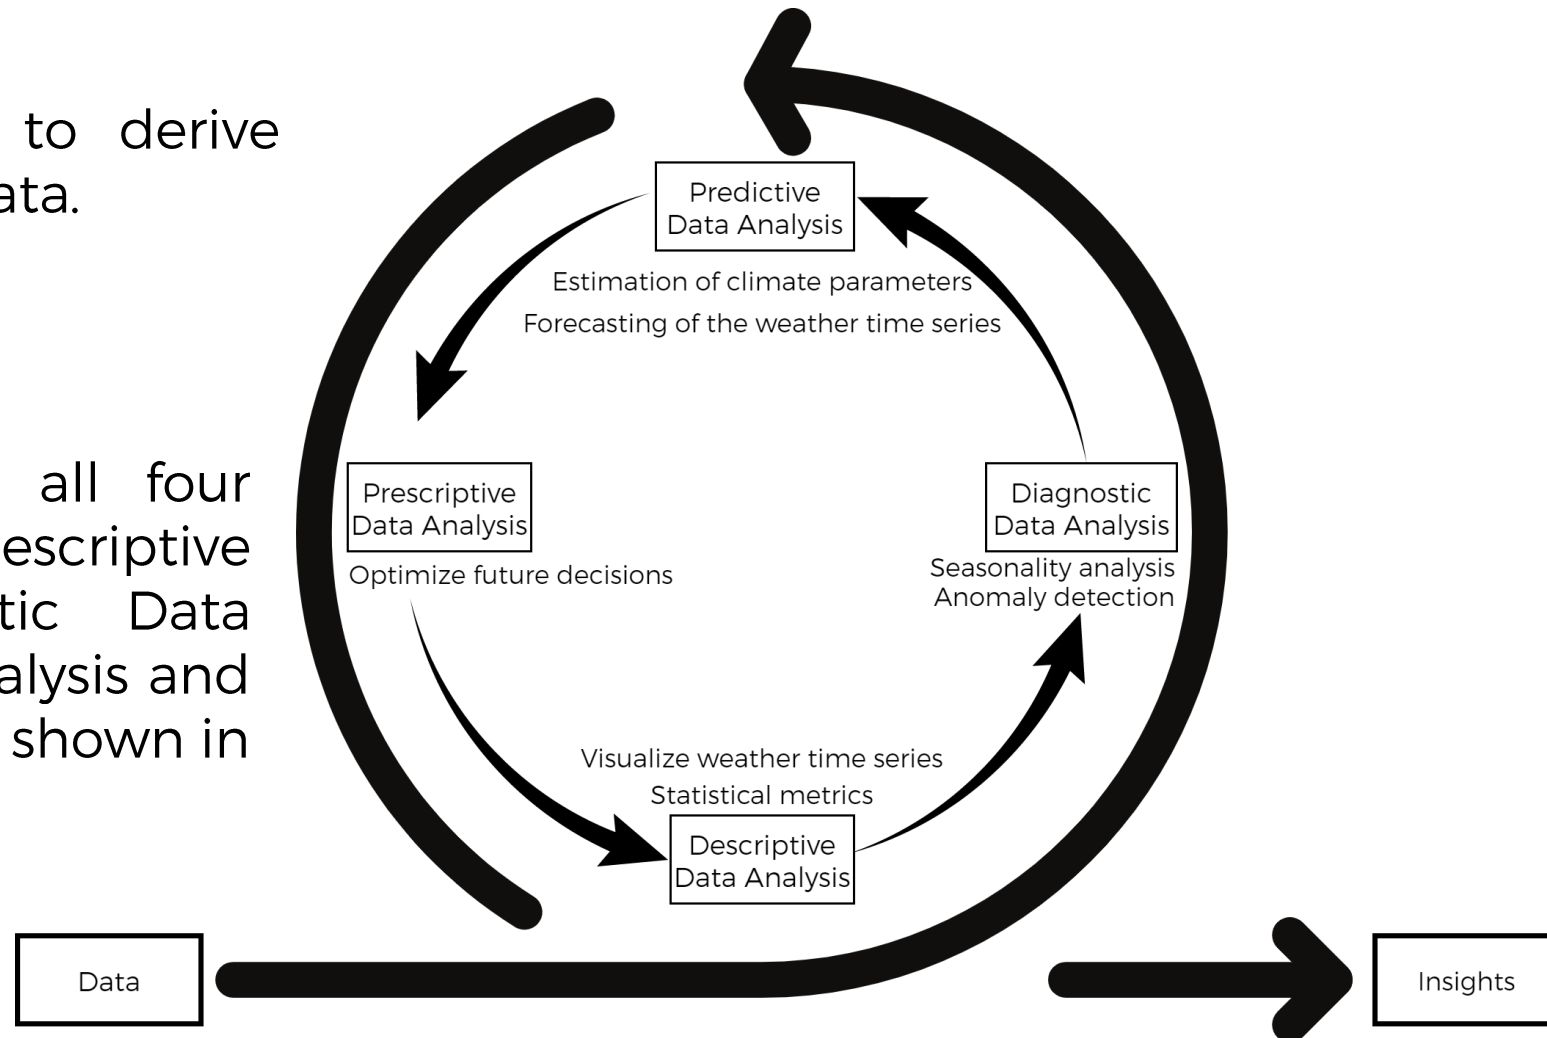 to derive
ata.
all four
escriptive
tic Data
alysis and
shown in
Predictive
Data Analysis
Estimation of climate parameters
Forecasting of the weather time series
Prescriptive
Data Analysis
Optimize future decisions
Diagnostic
Data Analysis
Seasonality analysis
Anomaly detection
Visualize weather time series
Statistical metrics
Descriptive
Data Analysis
Data
Insights